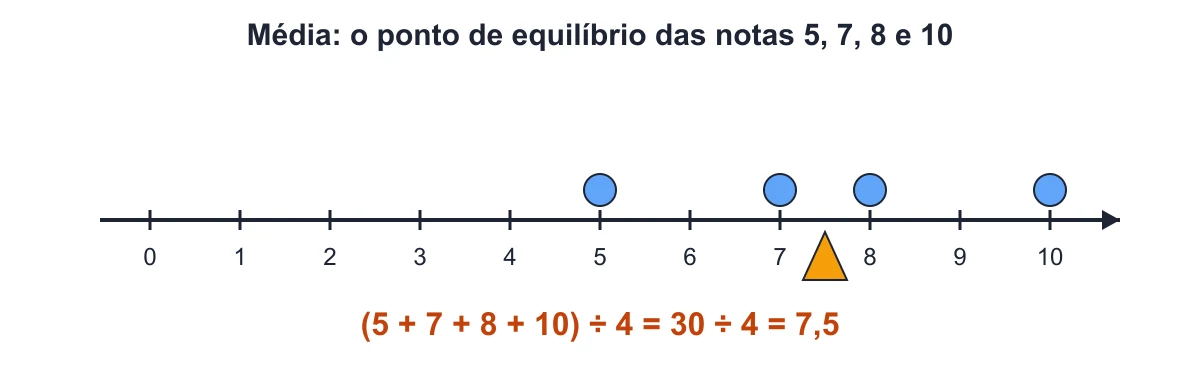 Média: o ponto de equilíbrio das notas 5, 7, 8 e 10
0 1 2 3 4 5 6 7 8 9 10
(5 + 7 + 8 + 10) ÷ 4 = 30 ÷ 4 = 7,5